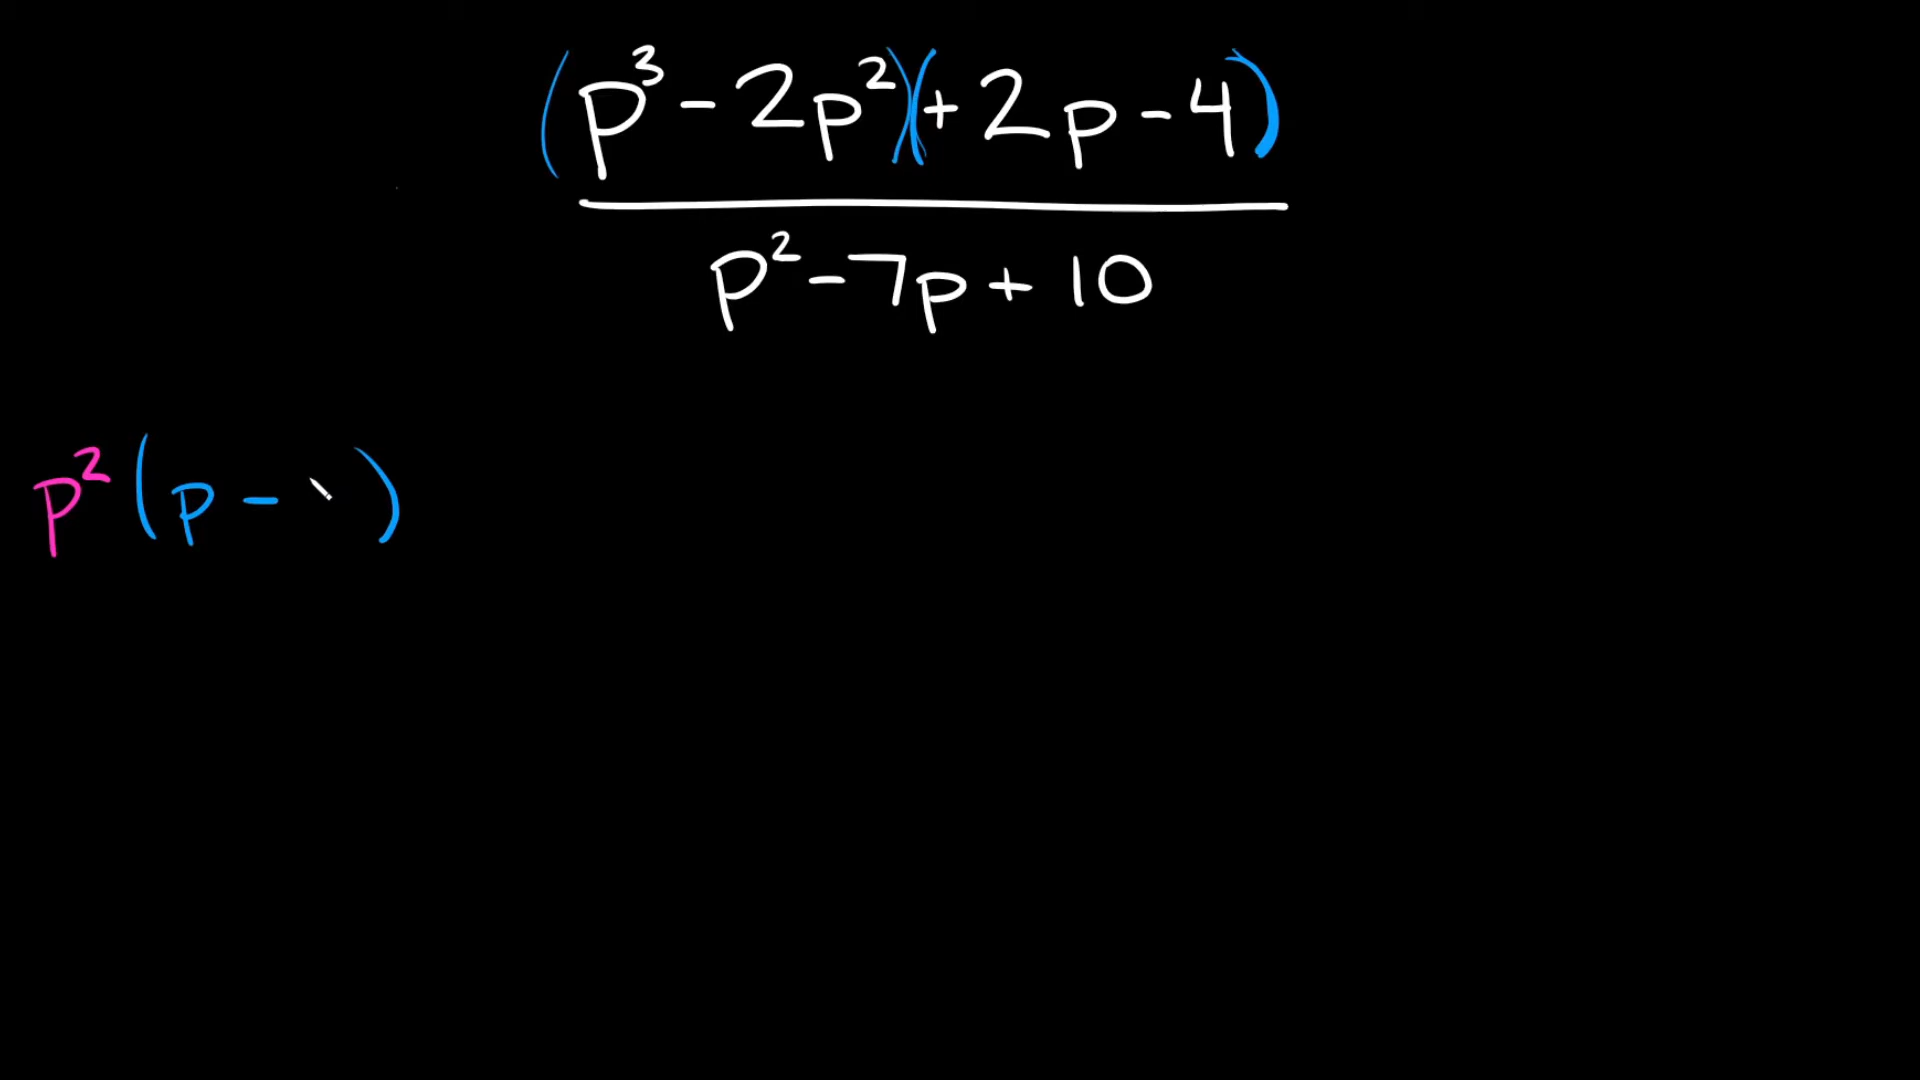 (p³ - 2p²)(+ 2p - 4)
p² - 7p + 10
p² (p - )